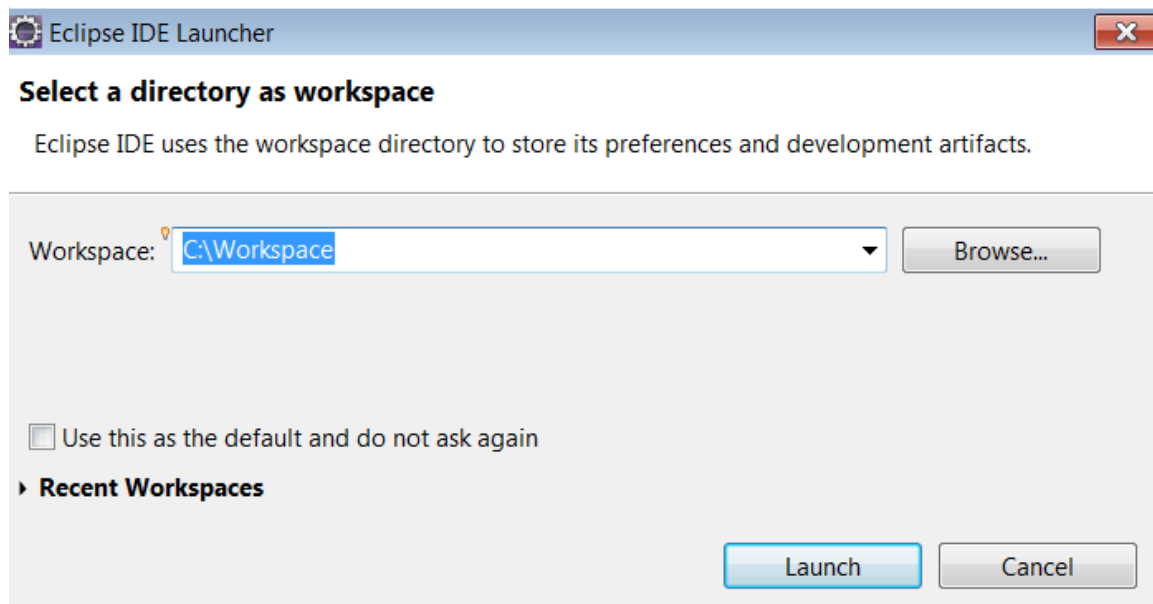 Eclipse IDE Launcher
Select a directory as workspace
Eclipse IDE uses the workspace directory to store its preferences and development artifacts.
Workspace: C:\Workspace Browse...
Use this as the default and do not ask again
Recent Workspaces
Launch Cancel